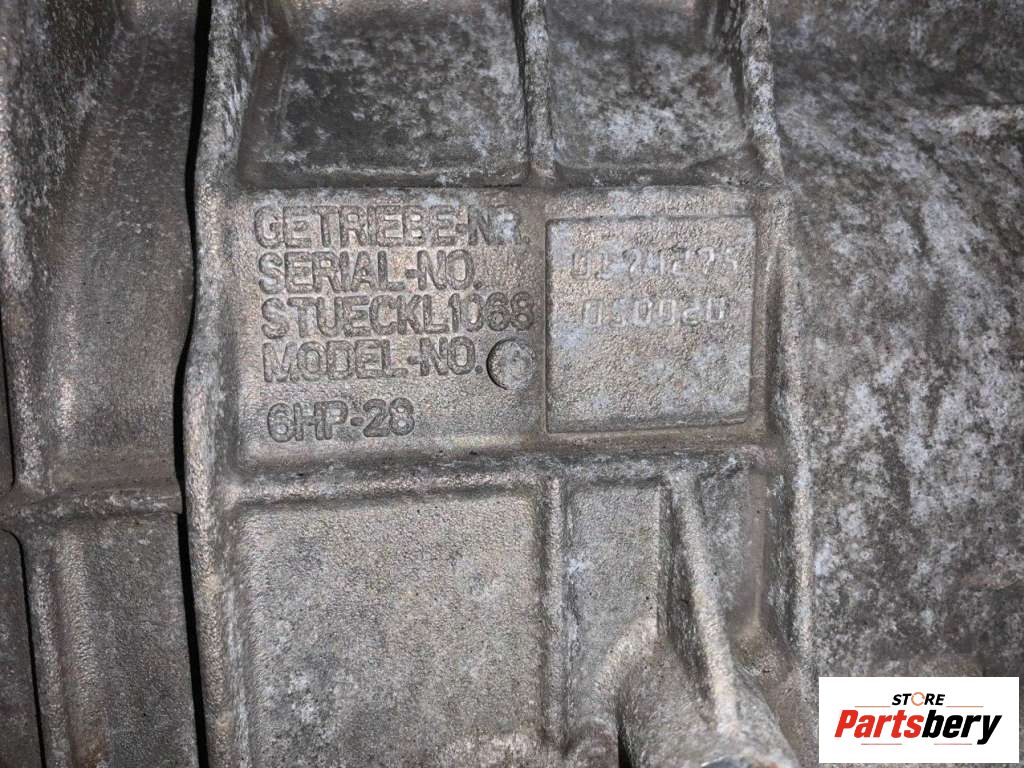 GETRIEBE-NR.
SERIAL-NO.
STUECKL1068
MODEL-NO.
6HP-28
STORE
Partsbery